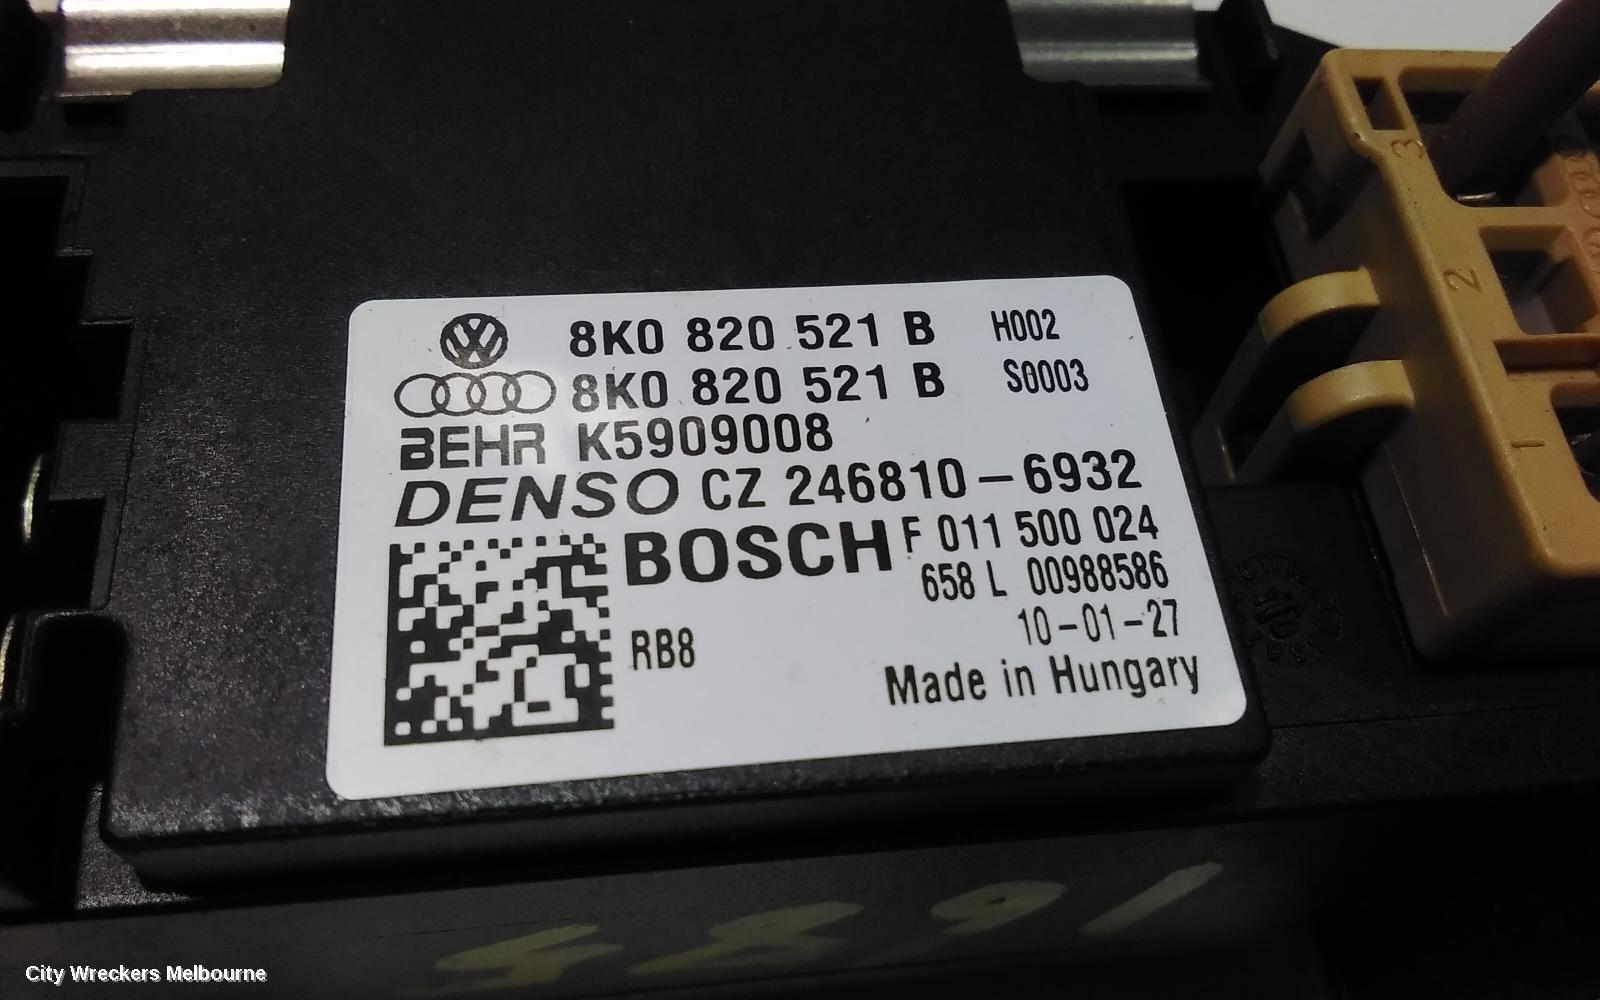 8K0 820 521 B H002
8K0 820 521 B S0003
BEHR K5909008
DENSO CZ 246810-6932
BOSCH F 011 500 024
658 L 00988586
10-01-27
RB8
Made in Hungary
3
2
1
City Wreckers Melbourne